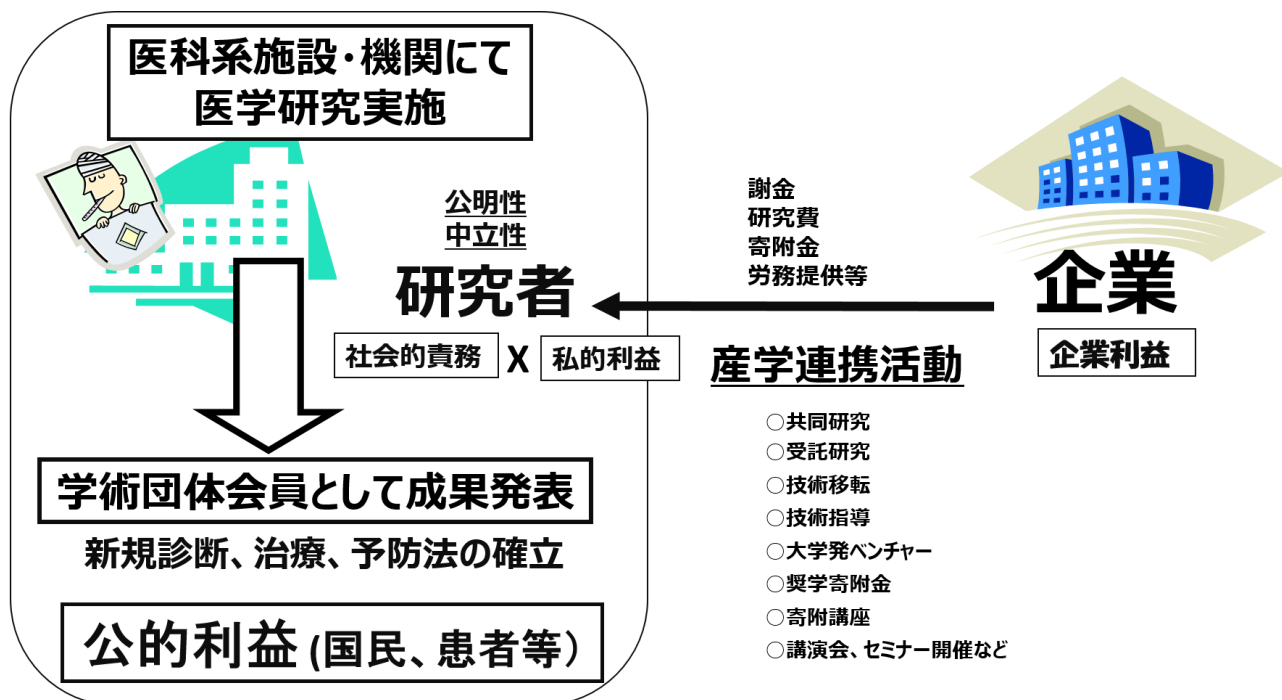 医科系施設・機関にて
医学研究実施
公明性
中立性
研究者
社会的責務 X 私的利益
学術団体会員として成果発表
新規診断、治療、予防法の確立
公的利益 (国民、患者等）
謝金
研究費
寄附金
労務提供等
企業
企業利益
産学連携活動
○共同研究
○受託研究
○技術移転
○技術指導
○大学発ベンチャー
○奨学寄附金
○寄附講座
○講演会、セミナー開催など